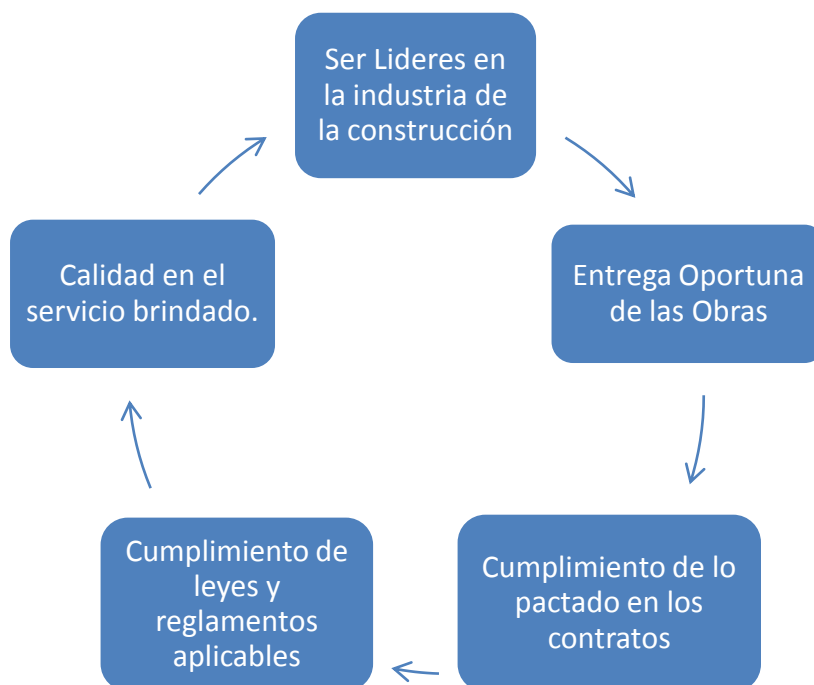 Ser Lideres en
la industria de
la construcción
Entrega Oportuna
de las Obras
Cumplimiento de lo
pactado en los
contratos
Cumplimiento de
leyes y
reglamentos
aplicables
Calidad en el
servicio brindado.